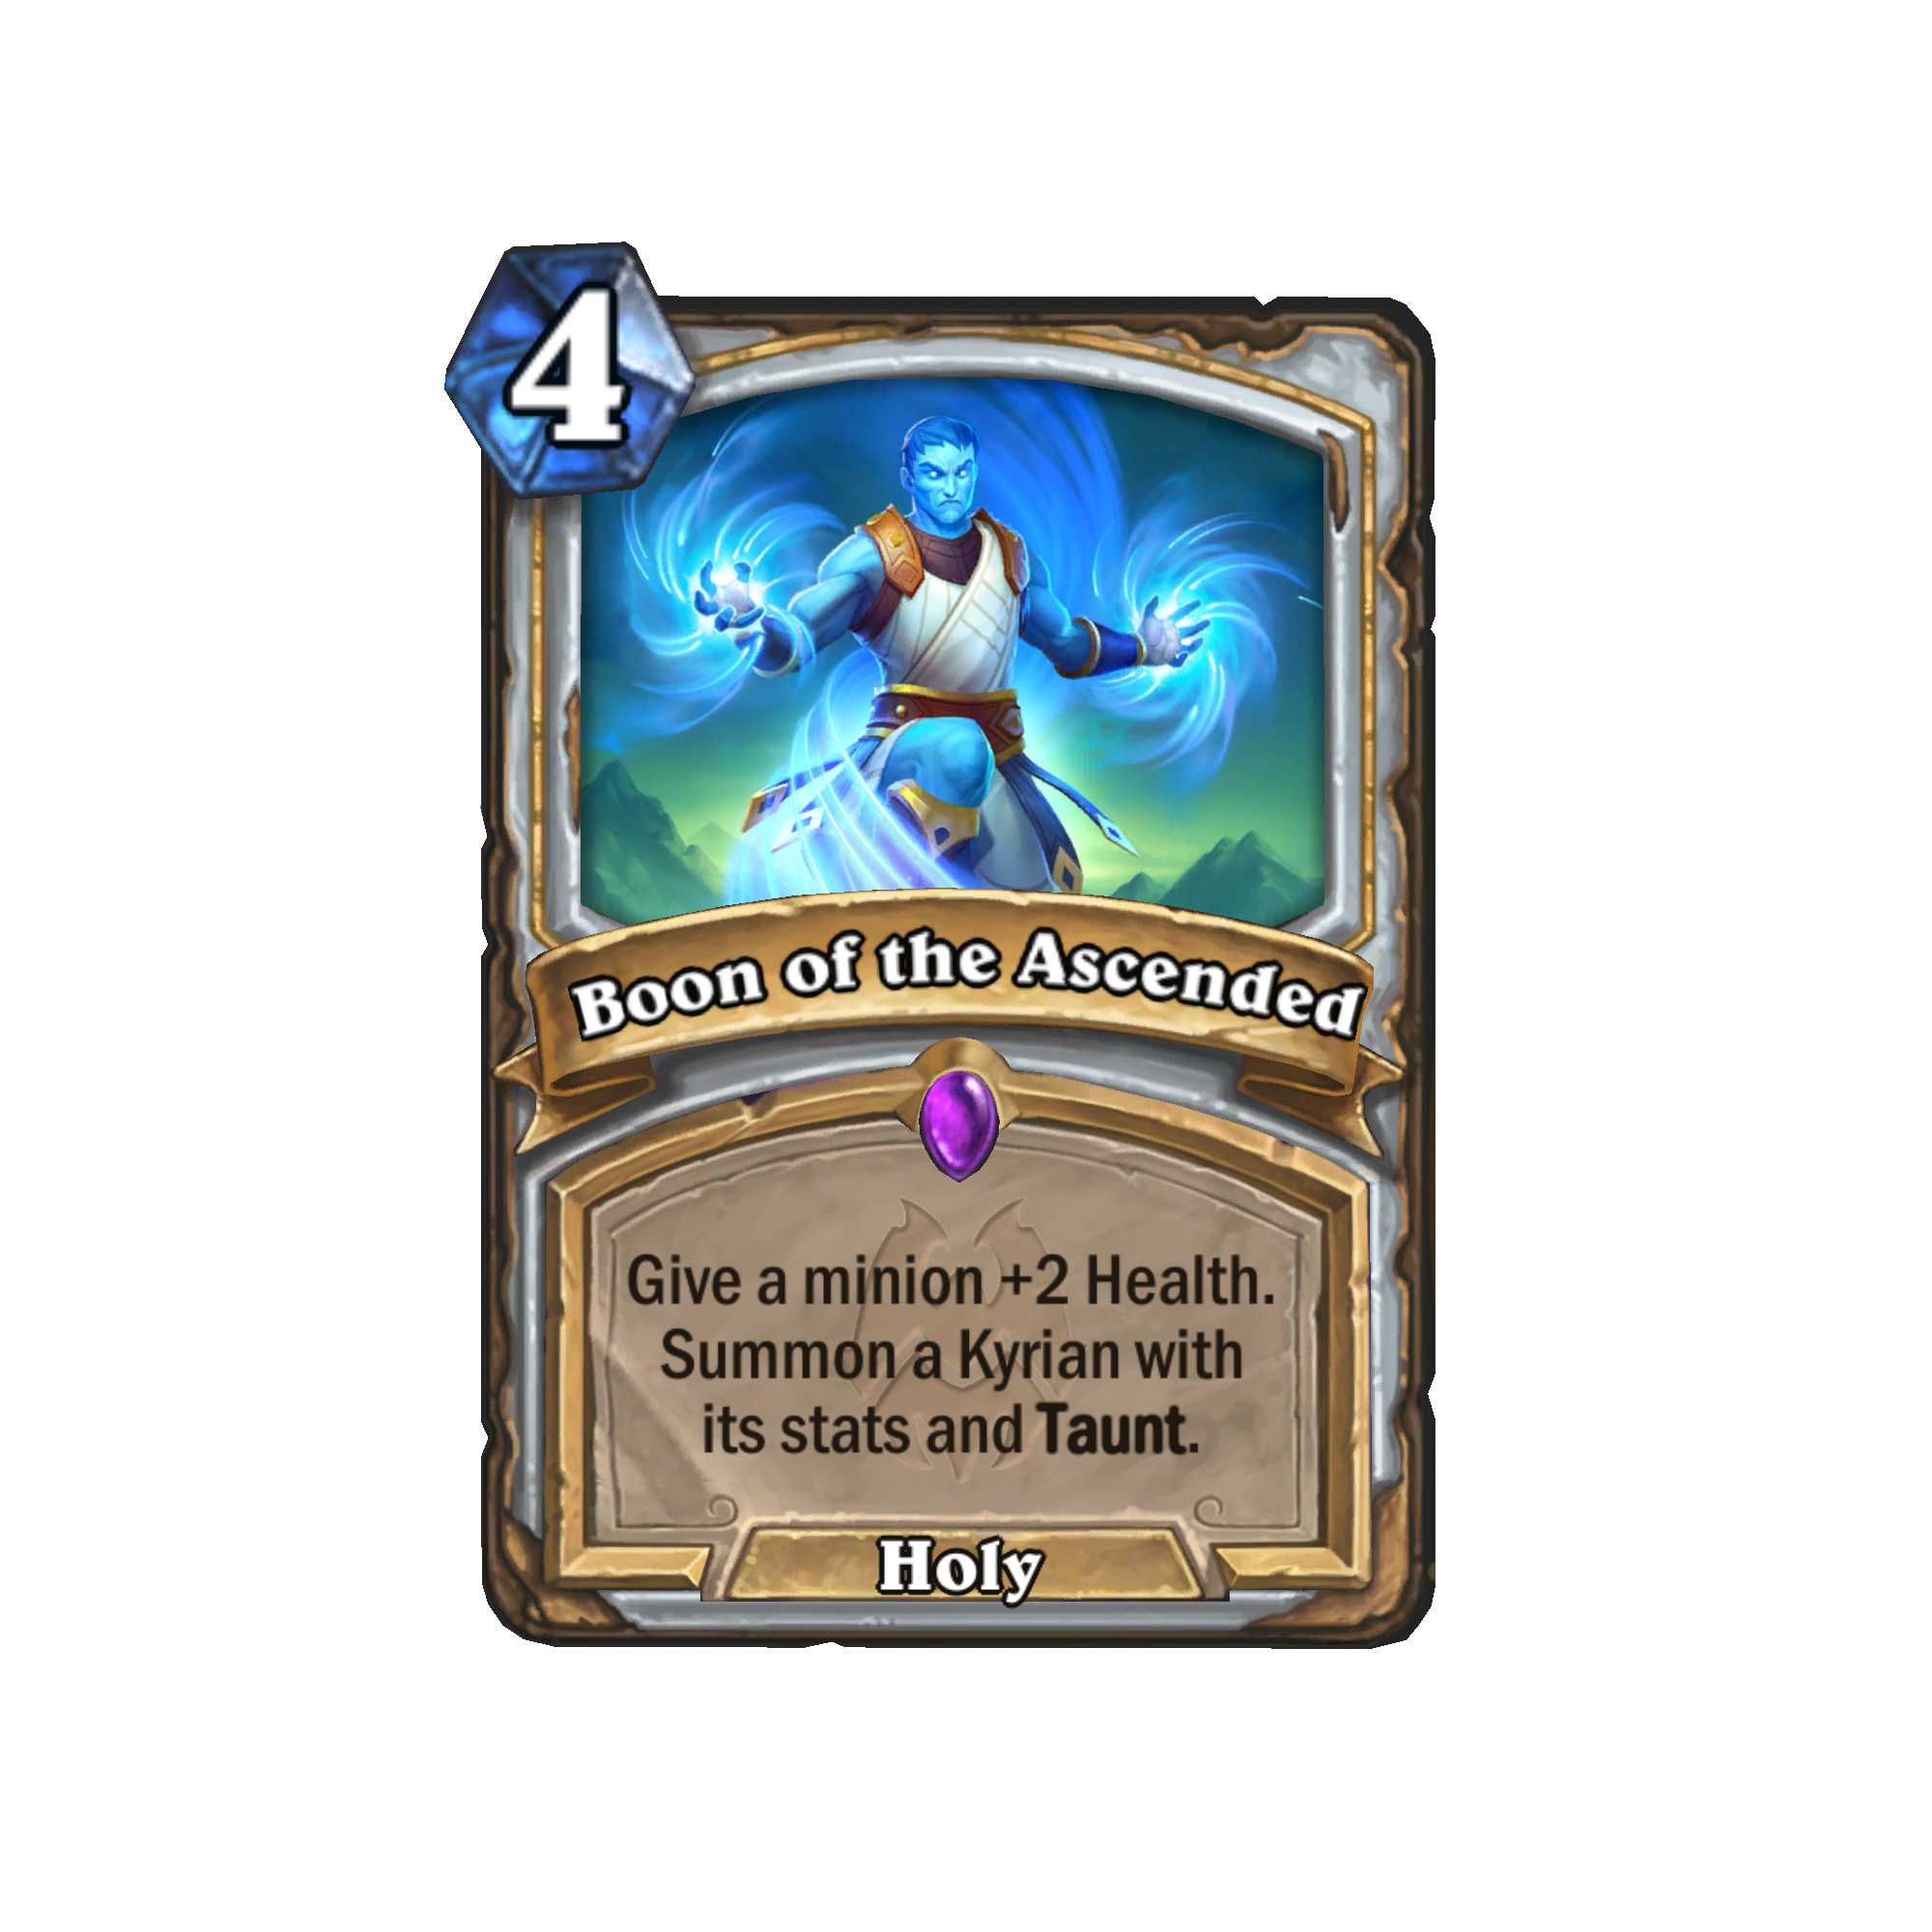 4
Boon of the Ascended
Give a minion +2 Health.
Summon a Kyrian with
its stats and Taunt.
Holy